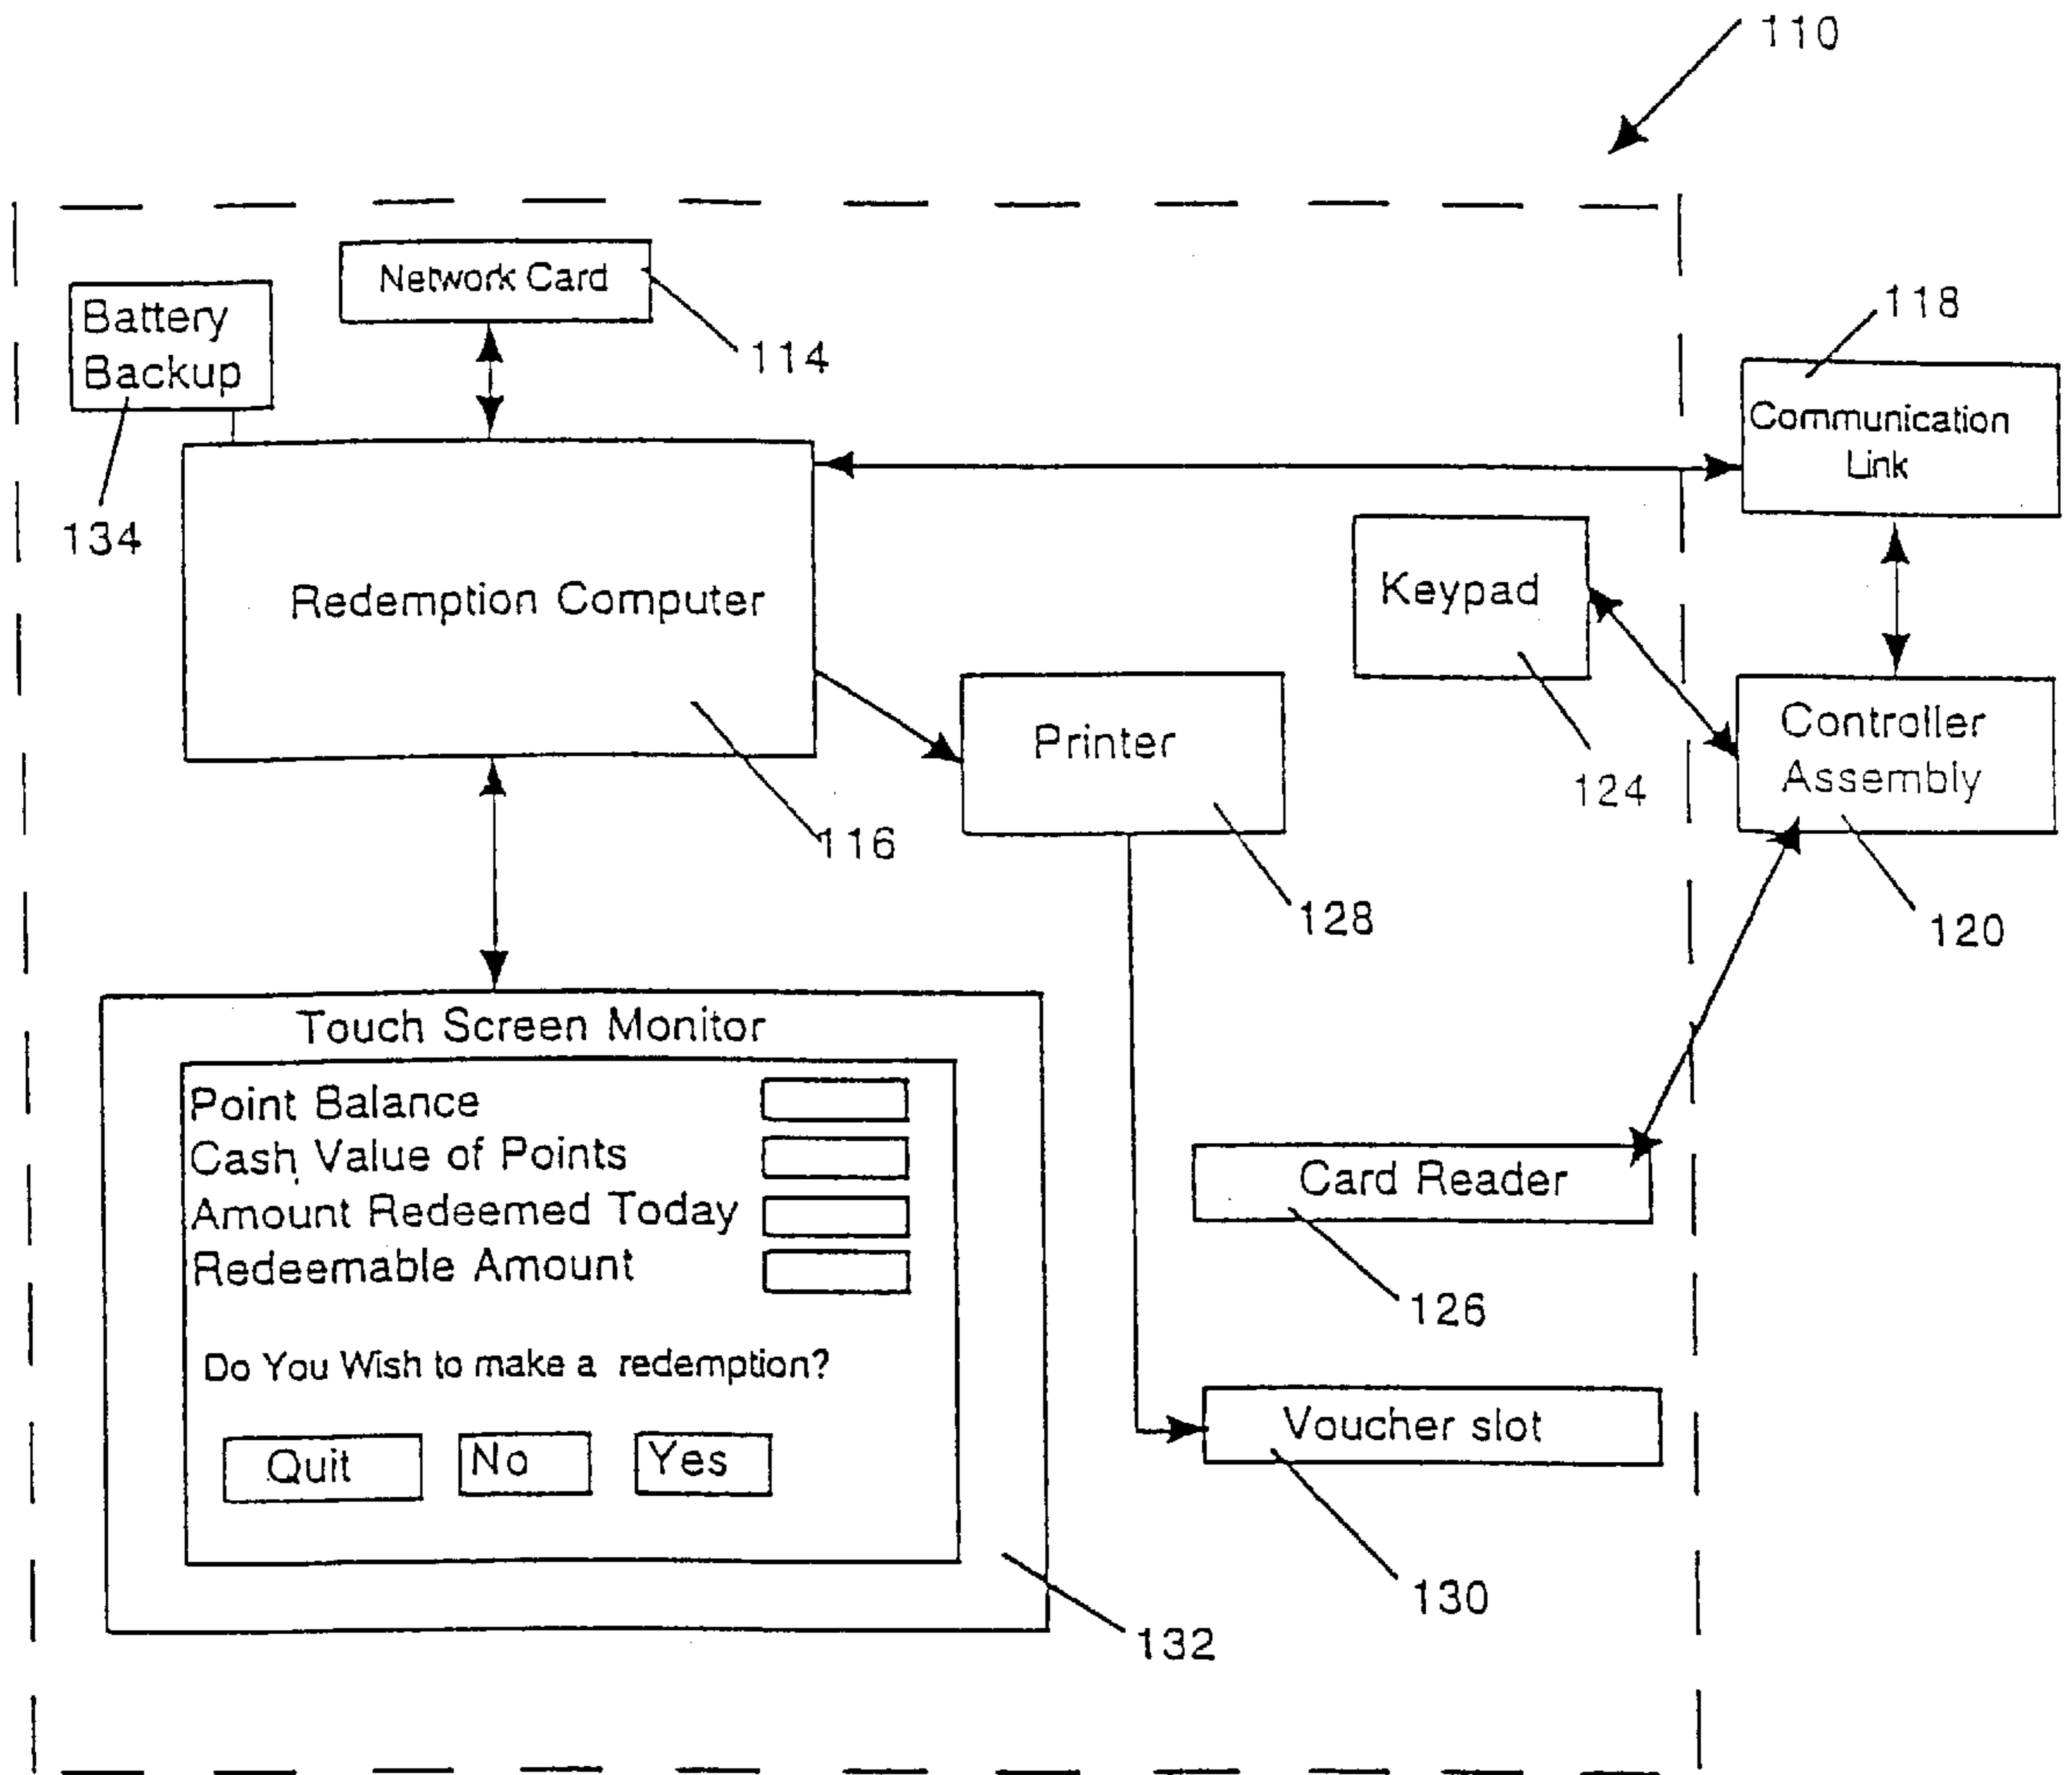 110
Network Card
114
Battery
Backup
134
118
Communication
Link
Redemption Computer
116
Keypad
124
Printer
128
Controller
Assembly
120
Touch Screen Monitor
Point Balance
Cash Value of Points
Amount Redeemed Today
Redeemable Amount
Do You Wish to make a redemption?
Quit
No
Yes
132
Card Reader
126
Voucher slot
130